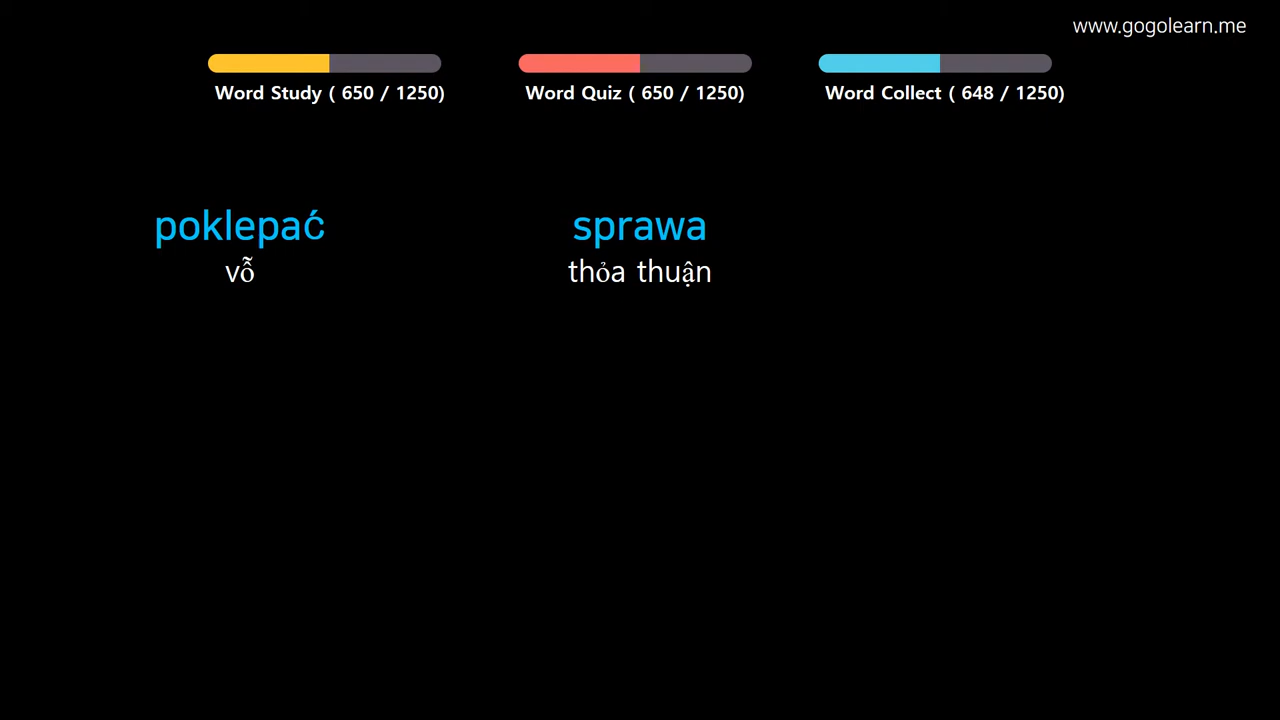 www.gogolearn.me
Word Study ( 650 / 1250)
Word Quiz ( 650 / 1250)
Word Collect ( 648 / 1250)
poklepać
vỗ
sprawa
thỏa thuận